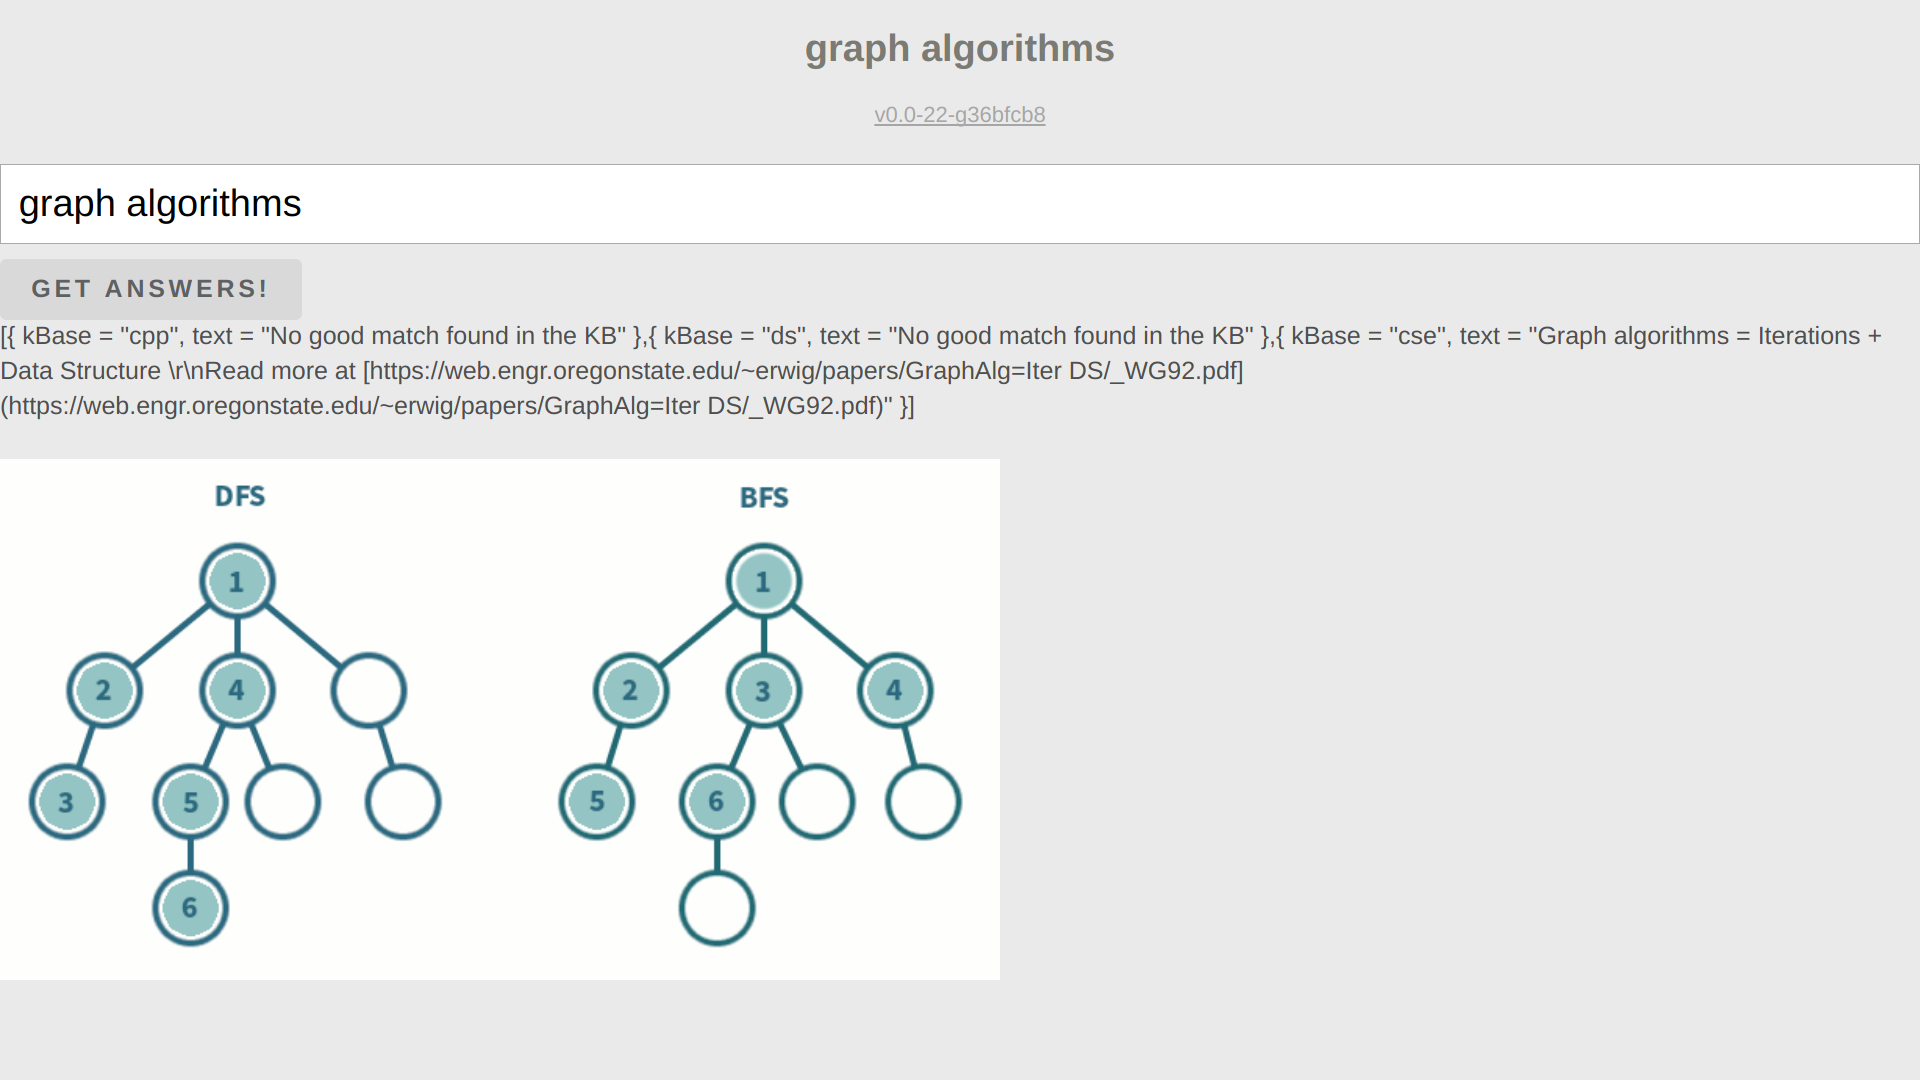 graph algorithms
v0.0-22-g36bfcb8
graph algorithms
GET ANSWERS!
[{ kBase = "cpp", text = "No good match found in the KB" },{ kBase = "ds", text = "No good match found in the KB" },{ kBase = "cse", text = "Graph algorithms = Iterations +
Data Structure \r\nRead more at [https://web.engr.oregonstate.edu/~erwig/papers/GraphAlg=Iter DS/_WG92.pdf]
(https://web.engr.oregonstate.edu/~erwig/papers/GraphAlg=Iter DS/_WG92.pdf)" }]
DFS
1
2 4
3 5
6
BFS
1
2 3 4
5 6